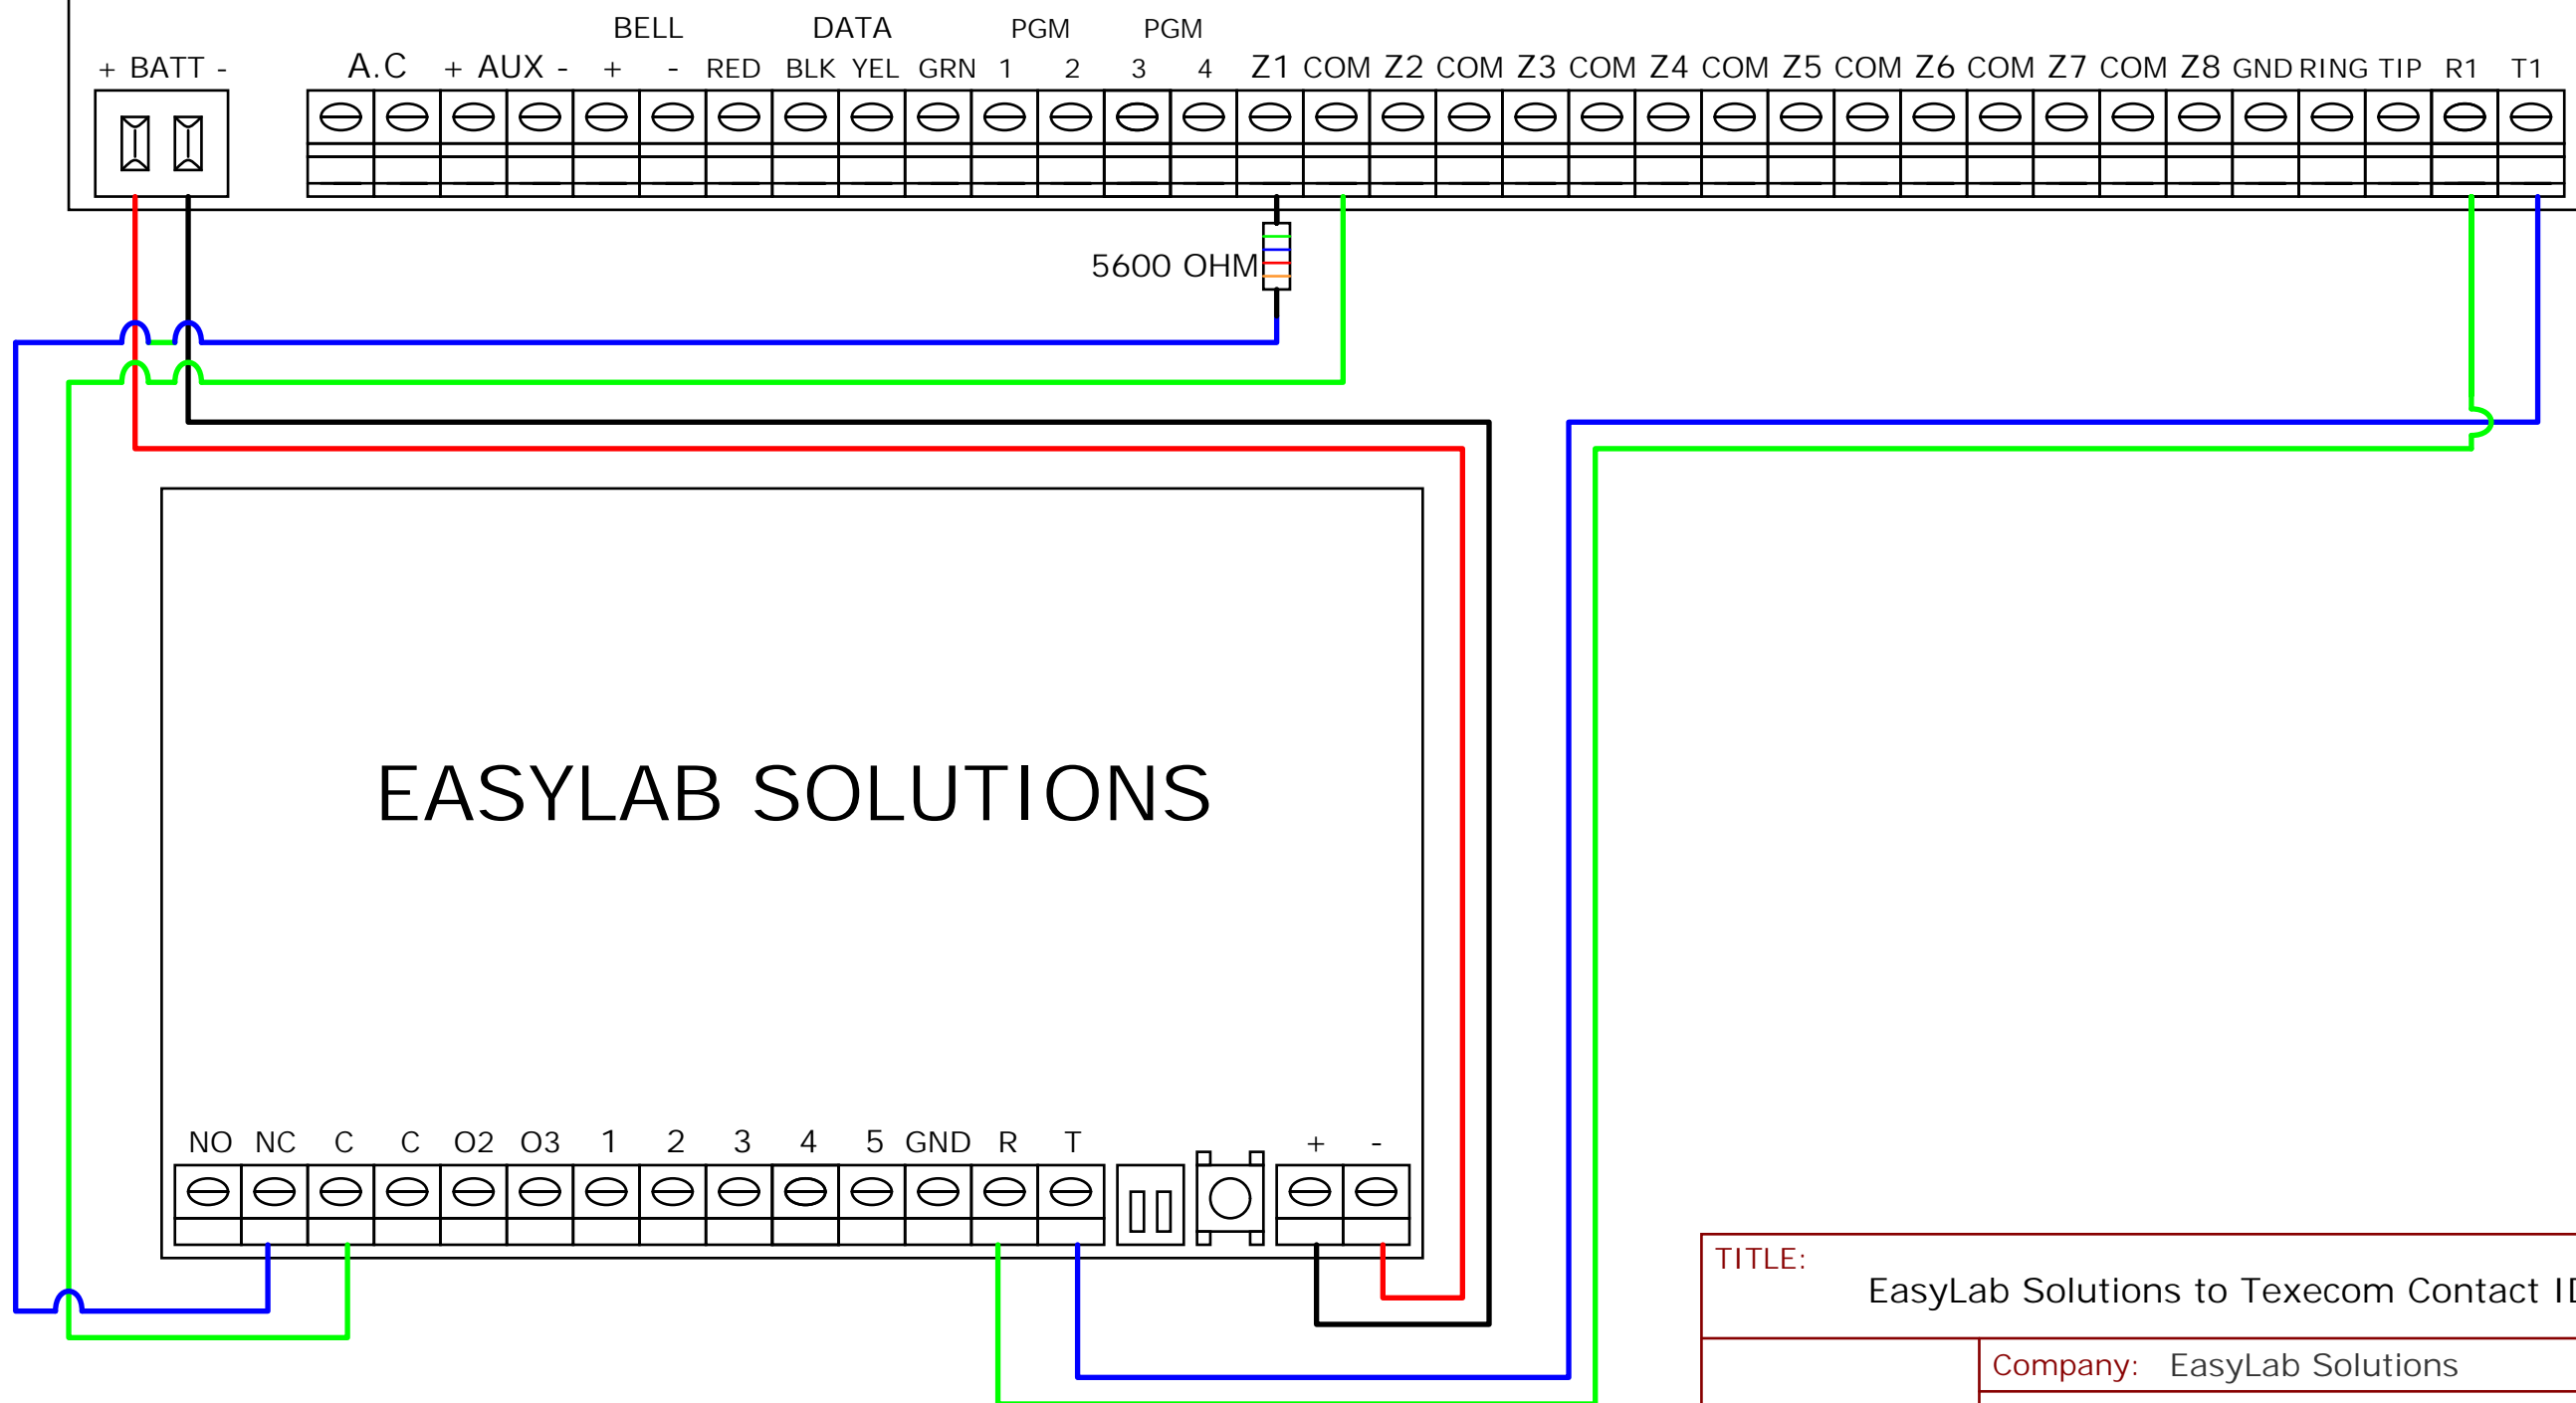 BELL DATA PGM PGM
+ BATT - A.C + AUX - + - RED BLK YEL GRN 1 2 3 4 Z1 COM Z2 COM Z3 COM Z4 COM Z5 COM Z6 COM Z7 COM Z8 GND RING TIP R1 T1
5600 OHM
EASYLAB SOLUTIONS
NO NC C C O2 O3 1 2 3 4 5 GND R T + -
TITLE:
EasyLab Solutions to Texecom Contact ID
Company: EasyLab Solutions